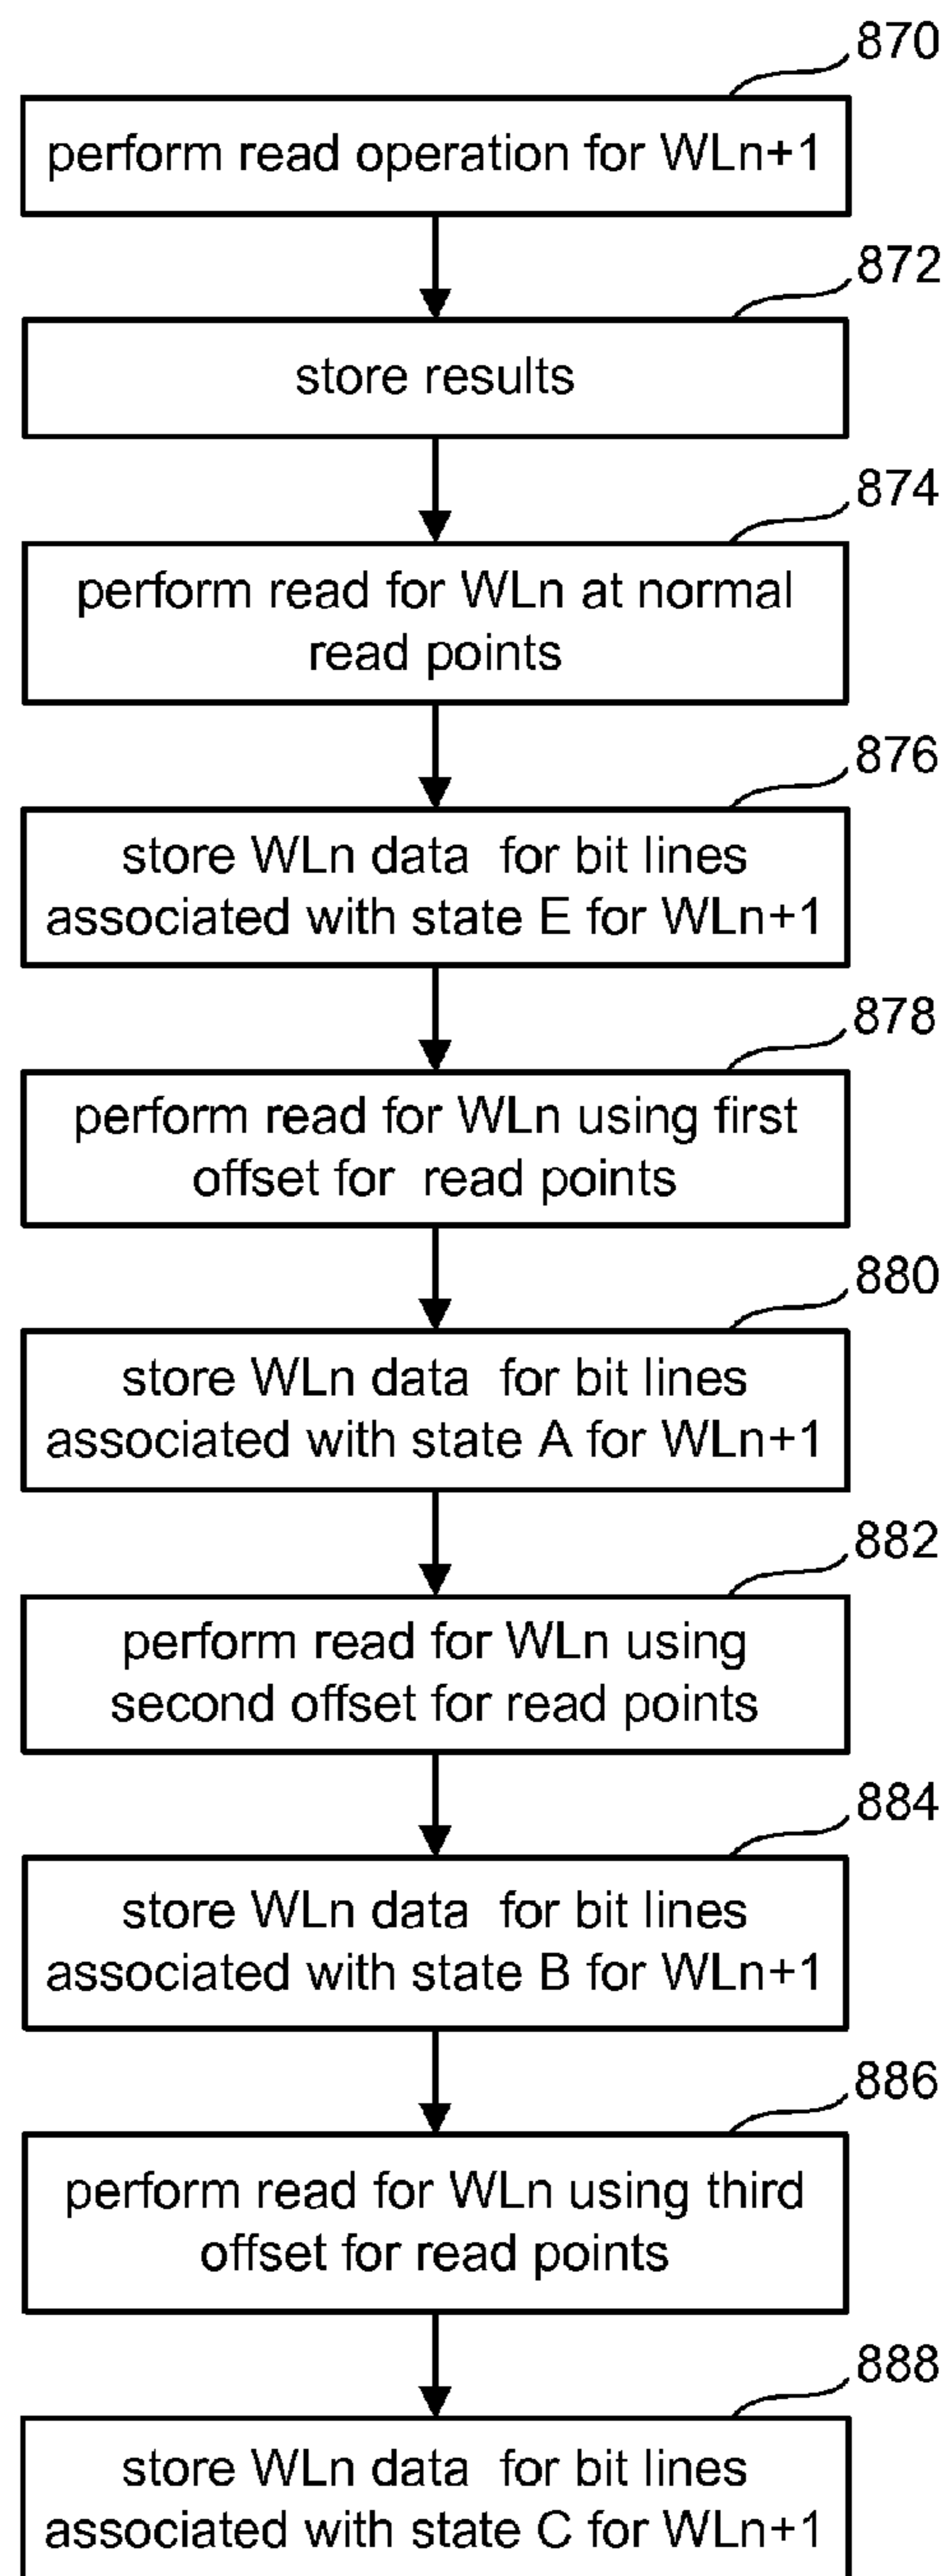 870
perform read operation for WLn+1
872
store results
874
perform read for WLn at normal
read points
876
store WLn data for bit lines
associated with state E for WLn+1
878
perform read for WLn using first
offset for read points
880
store WLn data for bit lines
associated with state A for WLn+1
882
perform read for WLn using
second offset for read points
884
store WLn data for bit lines
associated with state B for WLn+1
886
perform read for WLn using third
offset for read points
888
store WLn data for bit lines
associated with state C for WLn+1